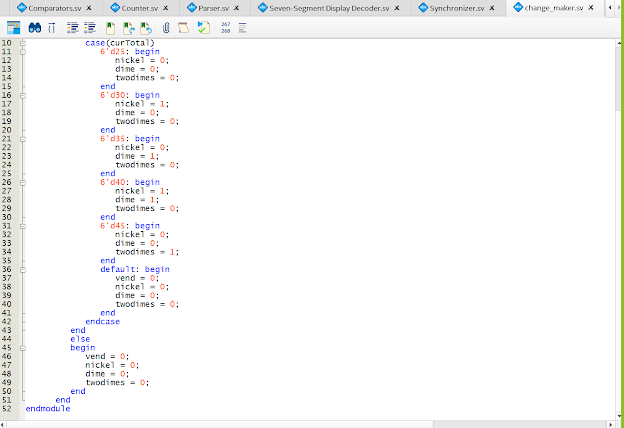 Comparators.sv
Counter.sv
Parser.sv
Seven-Segment Display Decoder.sv
Synchronizer.sv
change_maker.sv
267
268
10 case(curTotal)
11 6'd25: begin
12 nickel = 0;
13 dime = 0;
14 twodimes = 0;
15 end
16 6'd30: begin
17 nickel = 1;
18 dime = 0;
19 twodimes = 0;
20 end
21 6'd35: begin
22 nickel = 0;
23 dime = 1;
24 twodimes = 0;
25 end
26 6'd40: begin
27 nickel = 1;
28 dime = 1;
29 twodimes = 0;
30 end
31 6'd45: begin
32 nickel = 0;
33 dime = 0;
34 twodimes = 1;
35 end
36 default: begin
37 vend = 0;
38 nickel = 0;
39 dime = 0;
40 twodimes = 0;
41 end
42 endcase
43 end
44 else
45 begin
46 vend = 0;
47 nickel = 0;
48 dime = 0;
49 twodimes = 0;
50 end
51 end
52 endmodule